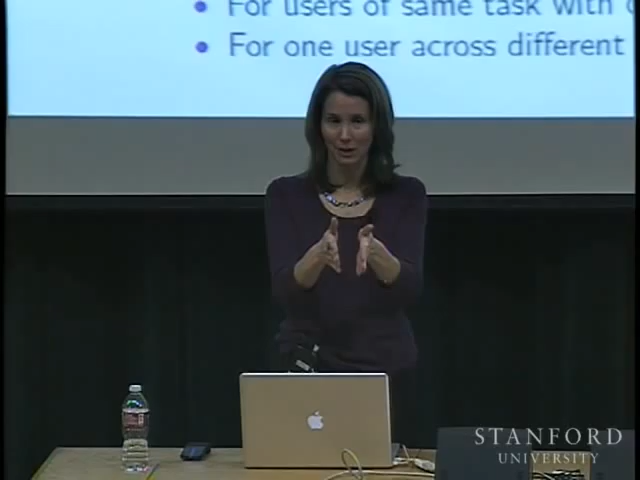 • For users of same task with
• For one user across different
STANFORD
UNIVERSITY